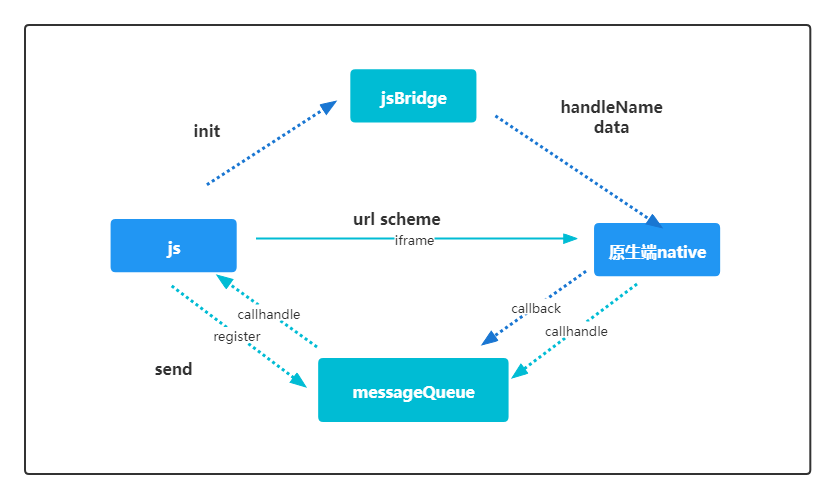 jsBridge
handleName
data
init
url scheme
iframe
js
原生端native
callhandle
callback
register
callhandle
send
messageQueue